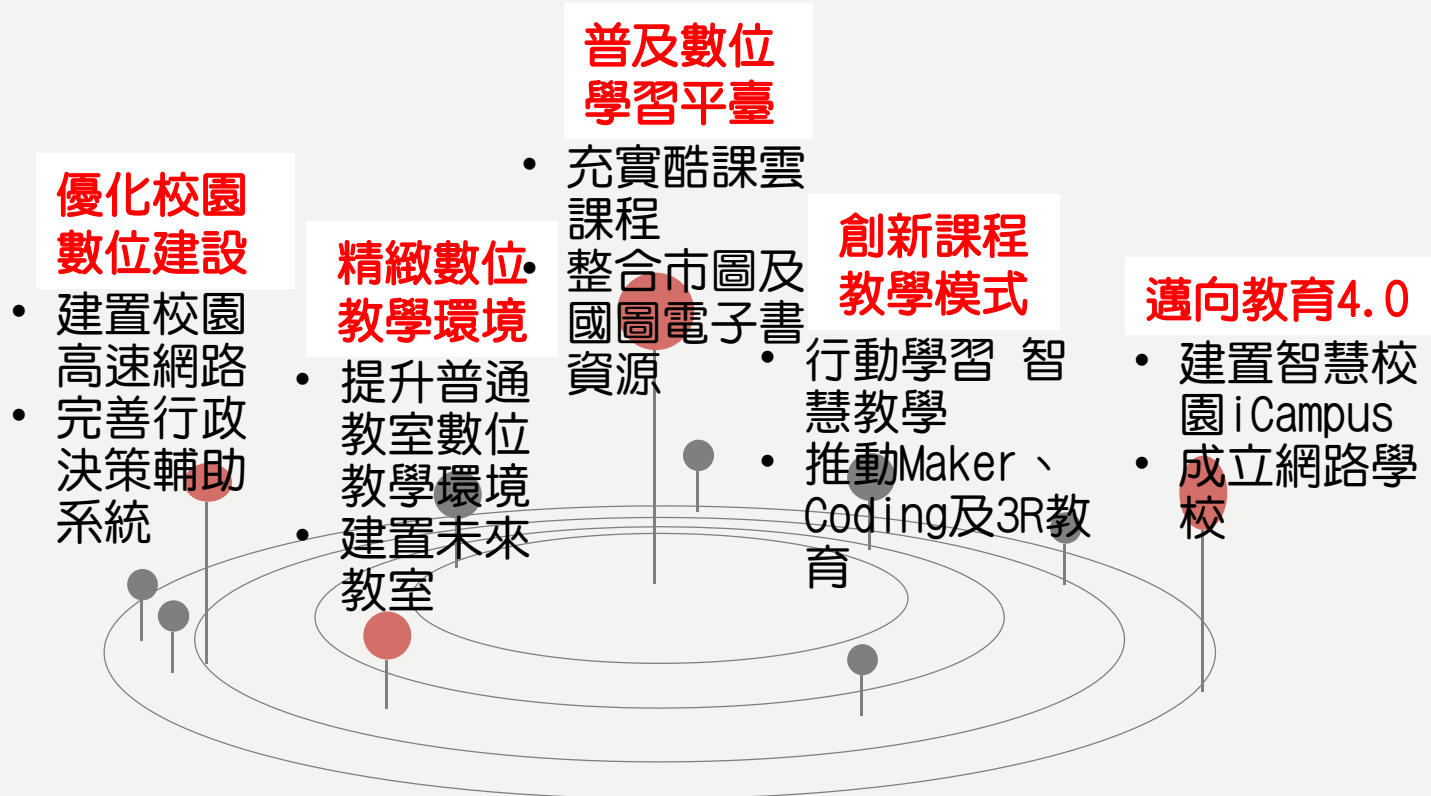 優化校園
數位建設
• 建置校園
高速網路
• 完善行政
決策輔助
系統
精緻數位
教學環境
• 提升普通
教室數位
教學環境
• 建置未來
教室
普及數位
學習平臺
• 充實酷課雲
課程
• 整合市圖及
國圖電子書
資源
創新課程
教學模式
• 行動學習 智
慧教學
• 推動Maker、
Coding及3R教
育
邁向教育4.0
• 建置智慧校
園iCampus
• 成立網路學
校